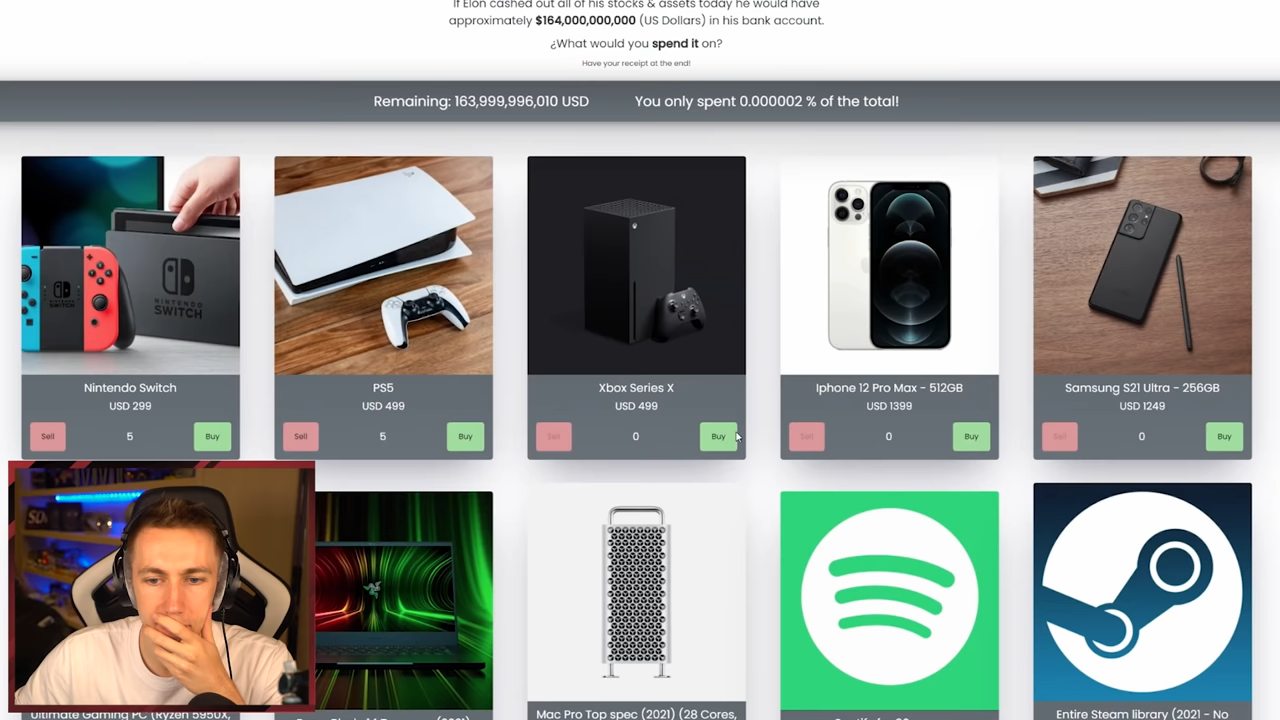 If Elon cashed out all of his stocks & assets today he would have
approximately $164,000,000,000 (US Dollars) in his bank account.
¿What would you spend it on?
Have your receipt at the end!
Remaining: 163,999,996,010 USD
You only spent 0.000002 % of the total!
NINTENDO
SWITCH
Nintendo Switch
USD 299
Sell
5
Buy
PS5
USD 499
Sell
5
Buy
Xbox Series X
USD 499
Sell
0
Buy
Iphone 12 Pro Max - 512GB
USD 1399
Sell
0
Buy
Samsung S21 Ultra - 256GB
USD 1249
Sell
0
Buy
Ultimate Gaming PC (Ryzen 5950X,
Mac Pro Top spec (2021) (28 Cores,
Entire Steam library (2021 - No